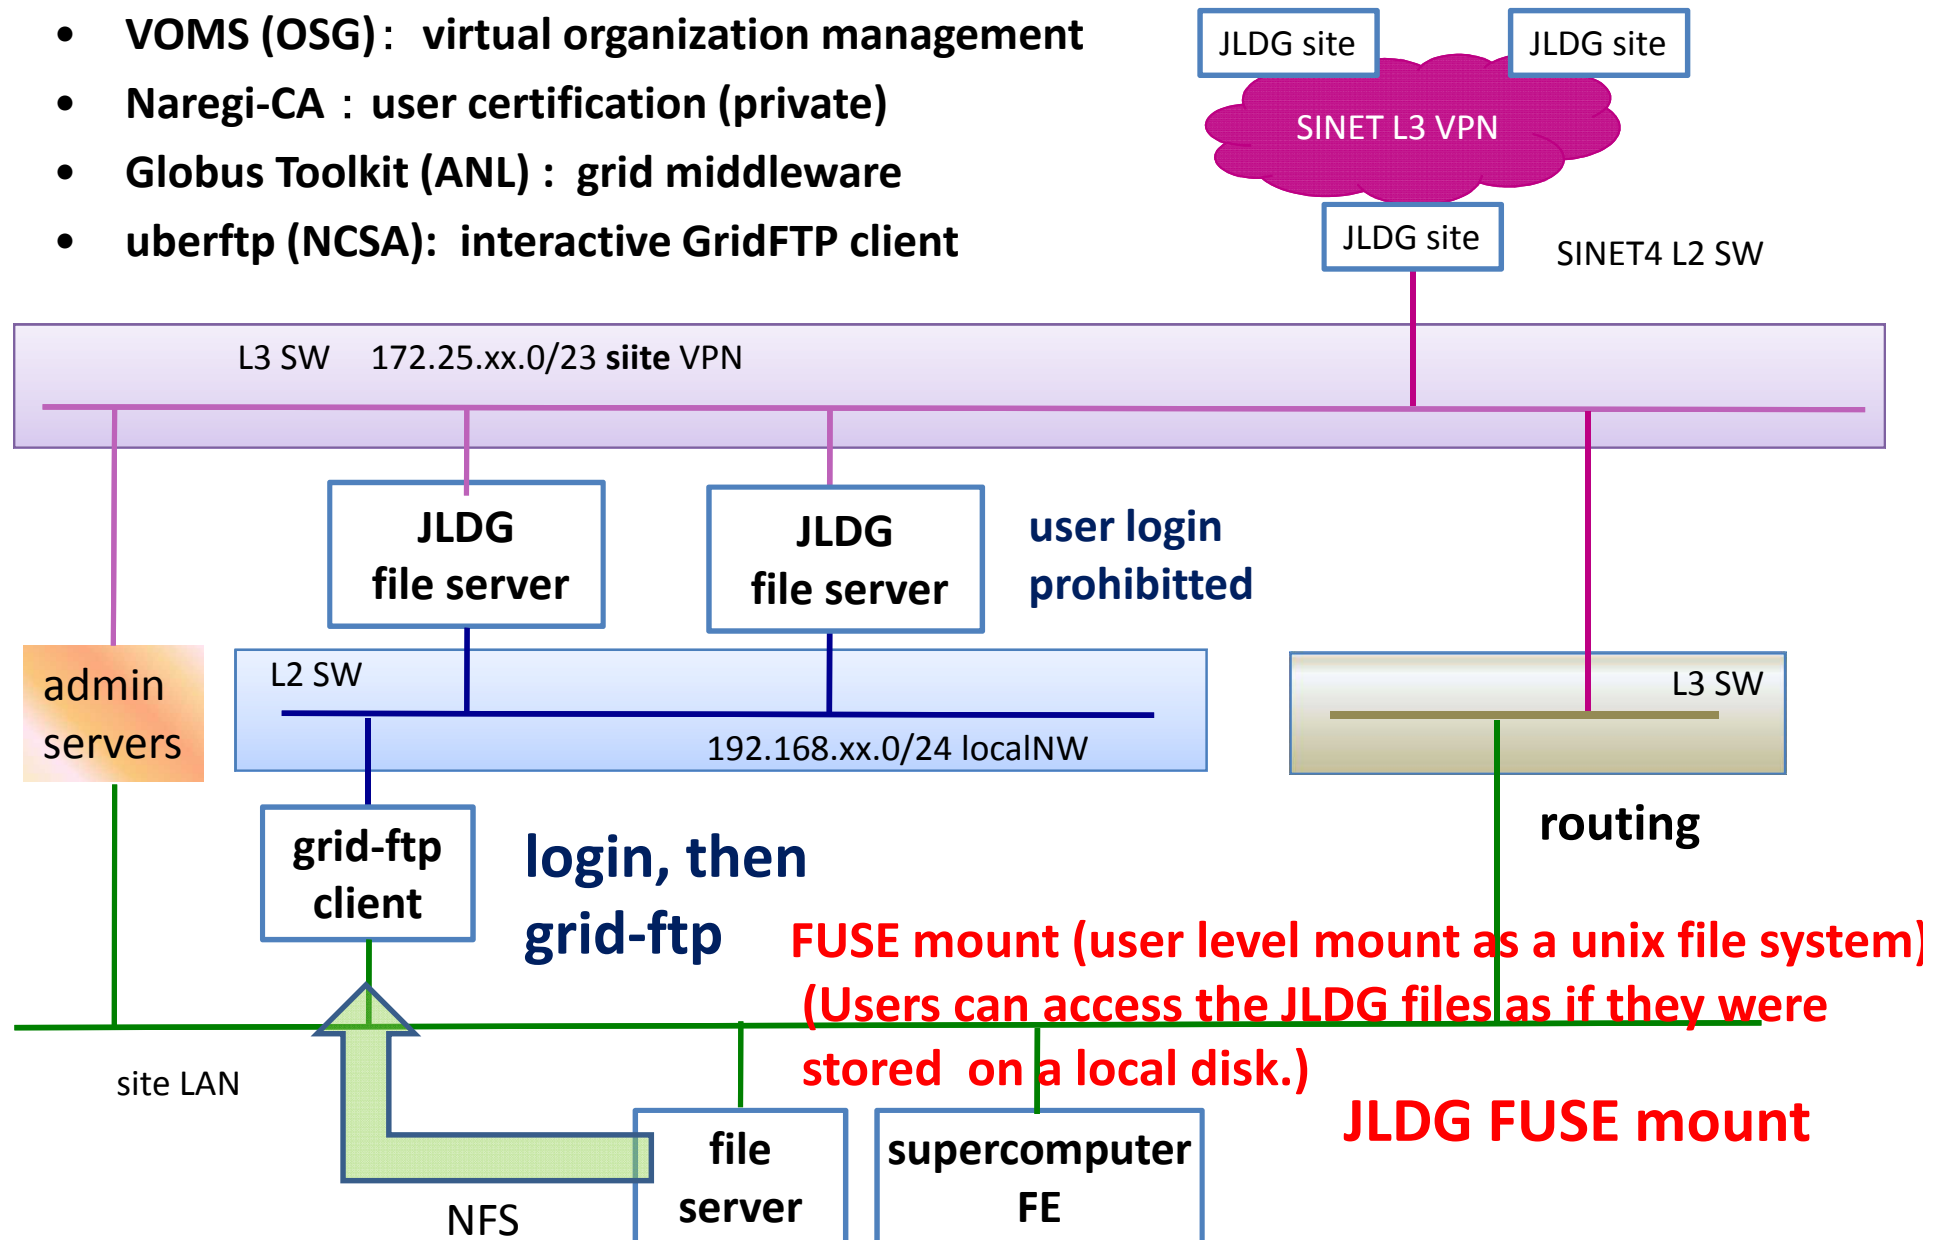 • VOMS (OSG): virtual organization management
• Naregi-CA : user certification (private)
• Globus Toolkit (ANL) : grid middleware
• uberftp (NCSA): interactive GridFTP client
JLDG site
JLDG site
SINET L3 VPN
JLDG site
SINET4 L2 SW
L3 SW 172.25.xx.0/23 siite VPN
JLDG
file server
JLDG
file server
user login
prohibitted
admin
servers
L2 SW
192.168.xx.0/24 localNW
L3 SW
routing
grid-ftp
client
login, then
grid-ftp
FUSE mount (user level mount as a unix file system)
(Users can access the JLDG files as if they were
stored on a local disk.)
JLDG FUSE mount
site LAN
NFS
file
server
supercomputer
FE